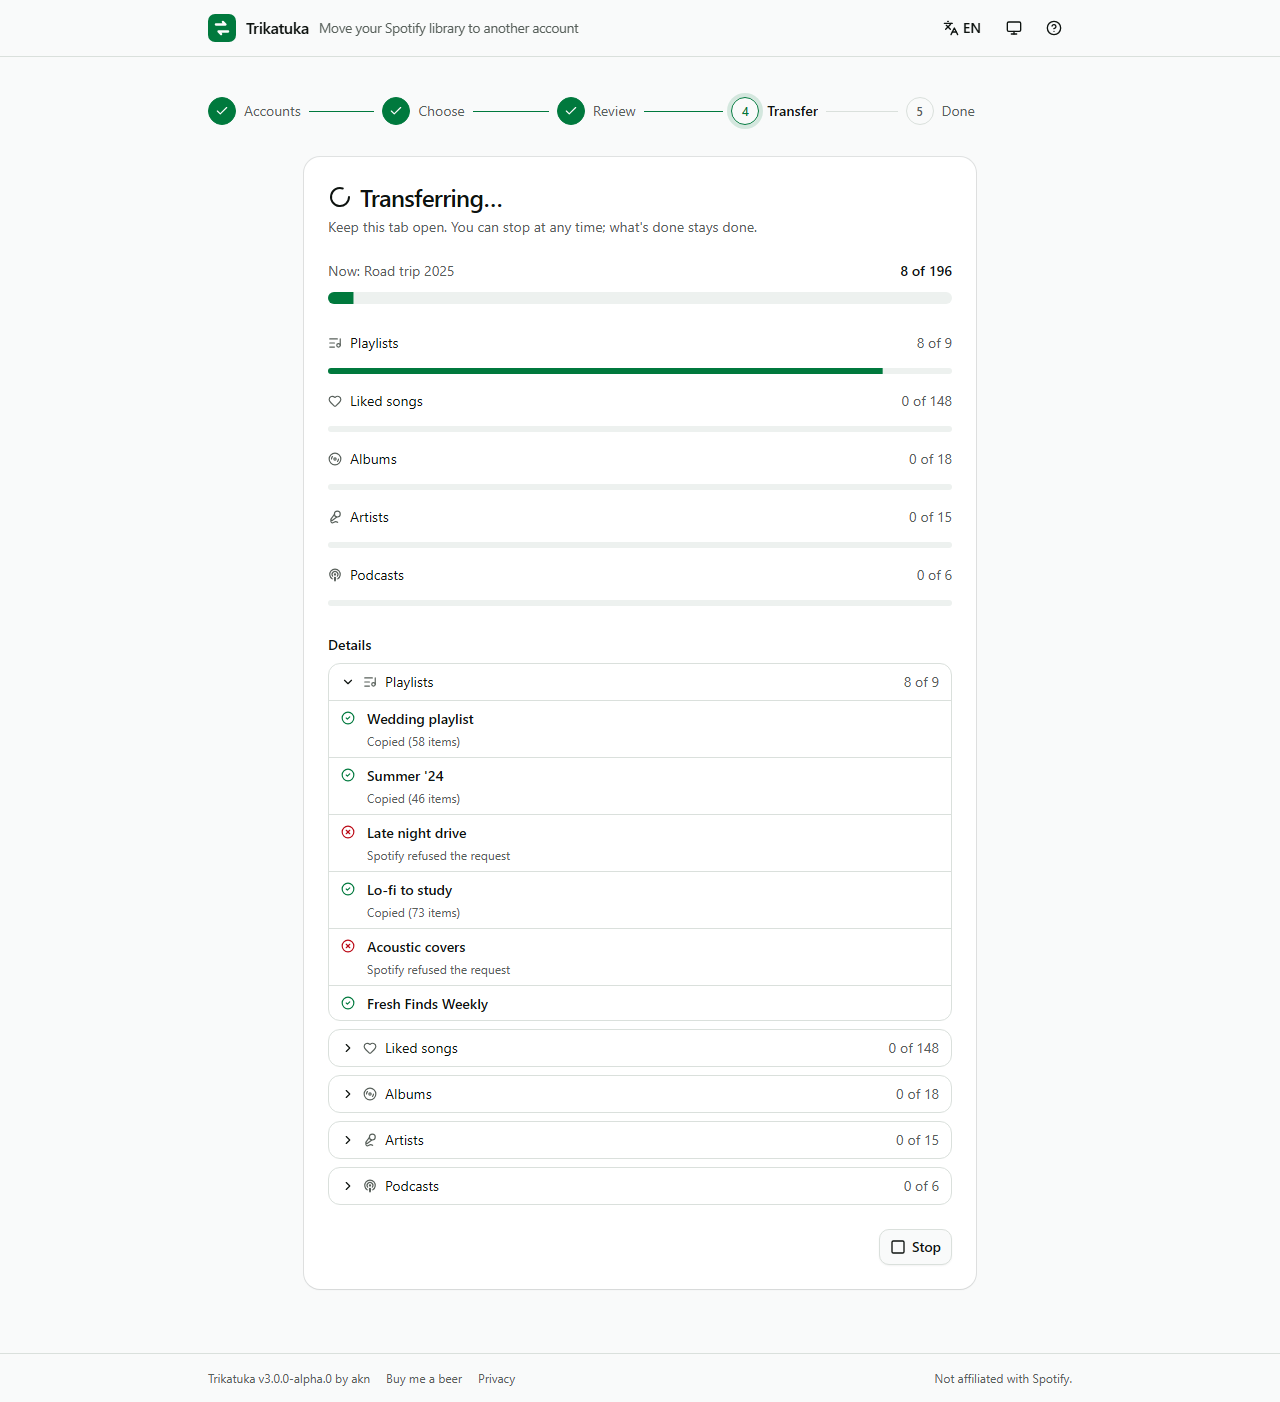 Trikatuka Move your Spotify library to another account EN
Accounts Choose Review 4 Transfer 5 Done
Transferring...
Keep this tab open. You can stop at any time; what's done stays done.
Now: Road trip 2025 8 of 196
Playlists 8 of 9
Liked songs 0 of 148
Albums 0 of 18
Artists 0 of 15
Podcasts 0 of 6
Details
Playlists 8 of 9
Wedding playlist
Copied (58 items)
Summer '24
Copied (46 items)
Late night drive
Spotify refused the request
Lo-fi to study
Copied (73 items)
Acoustic covers
Spotify refused the request
Fresh Finds Weekly
Liked songs 0 of 148
Albums 0 of 18
Artists 0 of 15
Podcasts 0 of 6
Stop
Trikatuka v3.0.0-alpha.0 by akn Buy me a beer Privacy Not affiliated with Spotify.